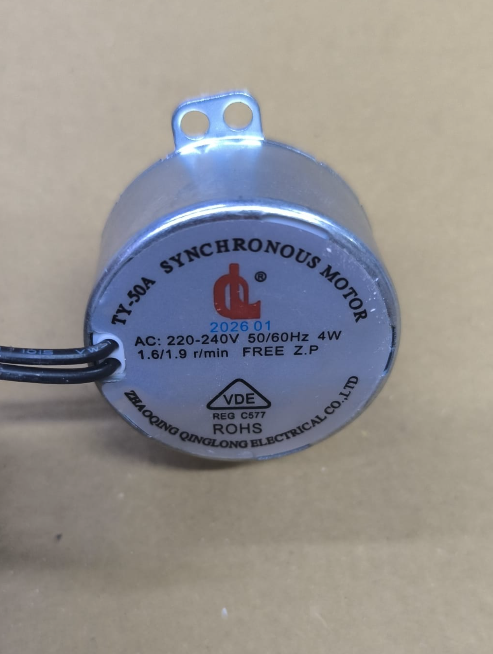 TY-50A SYNCHRONOUS MOTOR
®
2026 01
AC: 220-240V 50/60Hz 4W
1.6/1.9 r/min FREE Z.P
VDE
REG C577
ROHS
ZHAOQING QINGLONG ELECTRICAL CO.,LTD